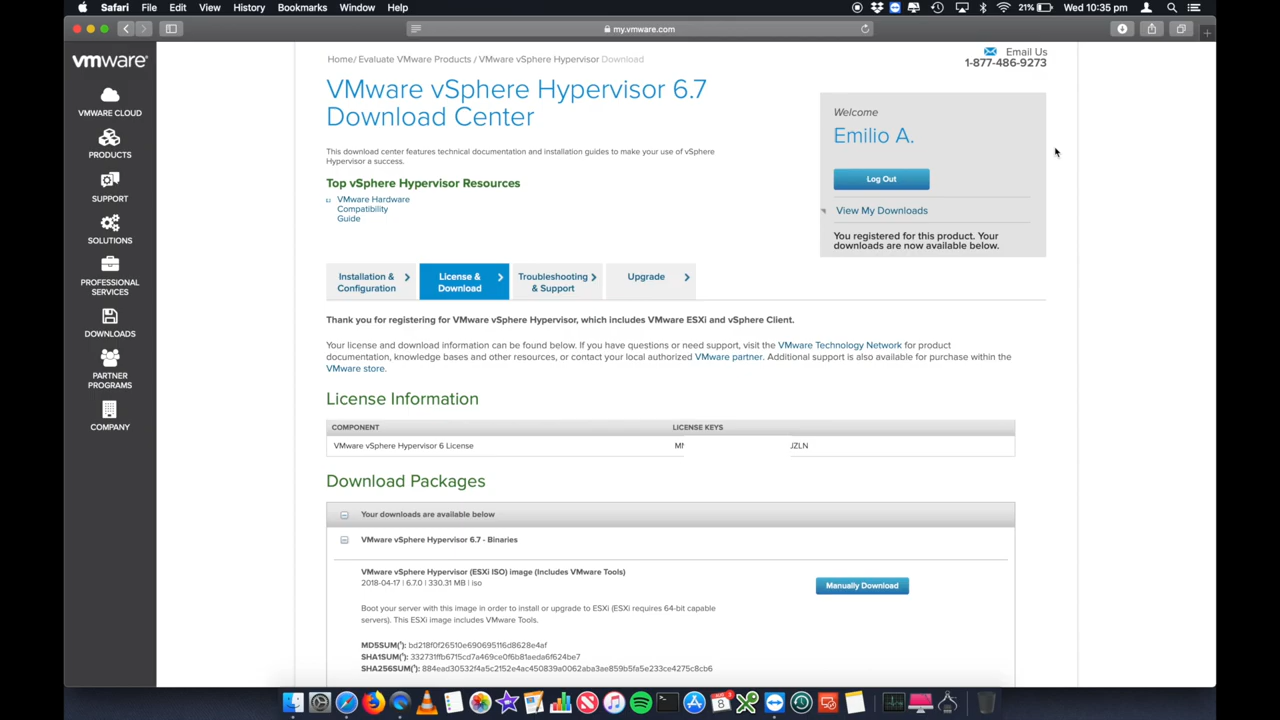 Safari File Edit View History Bookmarks Window Help 21% Wed 10:35 pm
my.vmware.com
vmware®
VMWARE CLOUD
PRODUCTS
SUPPORT
SOLUTIONS
PROFESSIONAL
SERVICES
DOWNLOADS
PARTNER
PROGRAMS
COMPANY
Home/ Evaluate VMware Products / VMware vSphere Hypervisor Download
Email Us
1-877-486-9273
VMware vSphere Hypervisor 6.7
Download Center
Welcome
Emilio A.
Log Out
View My Downloads
You registered for this product. Your
downloads are now available below.
This download center features technical documentation and installation guides to make your use of vSphere
Hypervisor a success.
Top vSphere Hypervisor Resources
VMware Hardware
Compatibility
Guide
Installation &
Configuration
License &
Download
Troubleshooting
& Support
Upgrade
Thank you for registering for VMware vSphere Hypervisor, which includes VMware ESXi and vSphere Client.
Your license and download information can be found below. If you have questions or need support, visit the VMware Technology Network for product
documentation, knowledge bases and other resources, or contact your local authorized VMware partner. Additional support is also available for purchase within the
VMware store.
License Information
COMPONENT LICENSE KEYS
VMware vSphere Hypervisor 6 License JZLN
Download Packages
Your downloads are available below
VMware vSphere Hypervisor 6.7 - Binaries
VMware vSphere Hypervisor (ESXi ISO) image (Includes VMware Tools)
2018-04-17 | 6.7.0 | 330.31 MB | iso
Manually Download
Boot your server with this image in order to install or upgrade to ESXi (ESXi requires 64-bit capable
servers). This ESXi image includes VMware Tools.
MD5SUM(¹): bd218f0f26510e690695116d8628e4af
SHA1SUM(¹): 332731ffb6715cd7a469ce0f6b81aeda6f624be7
SHA256SUM(¹): 884ead30532f4a5c2152e4ac450839a0062aba3ae859b5fa5e233ce4275c8cb6